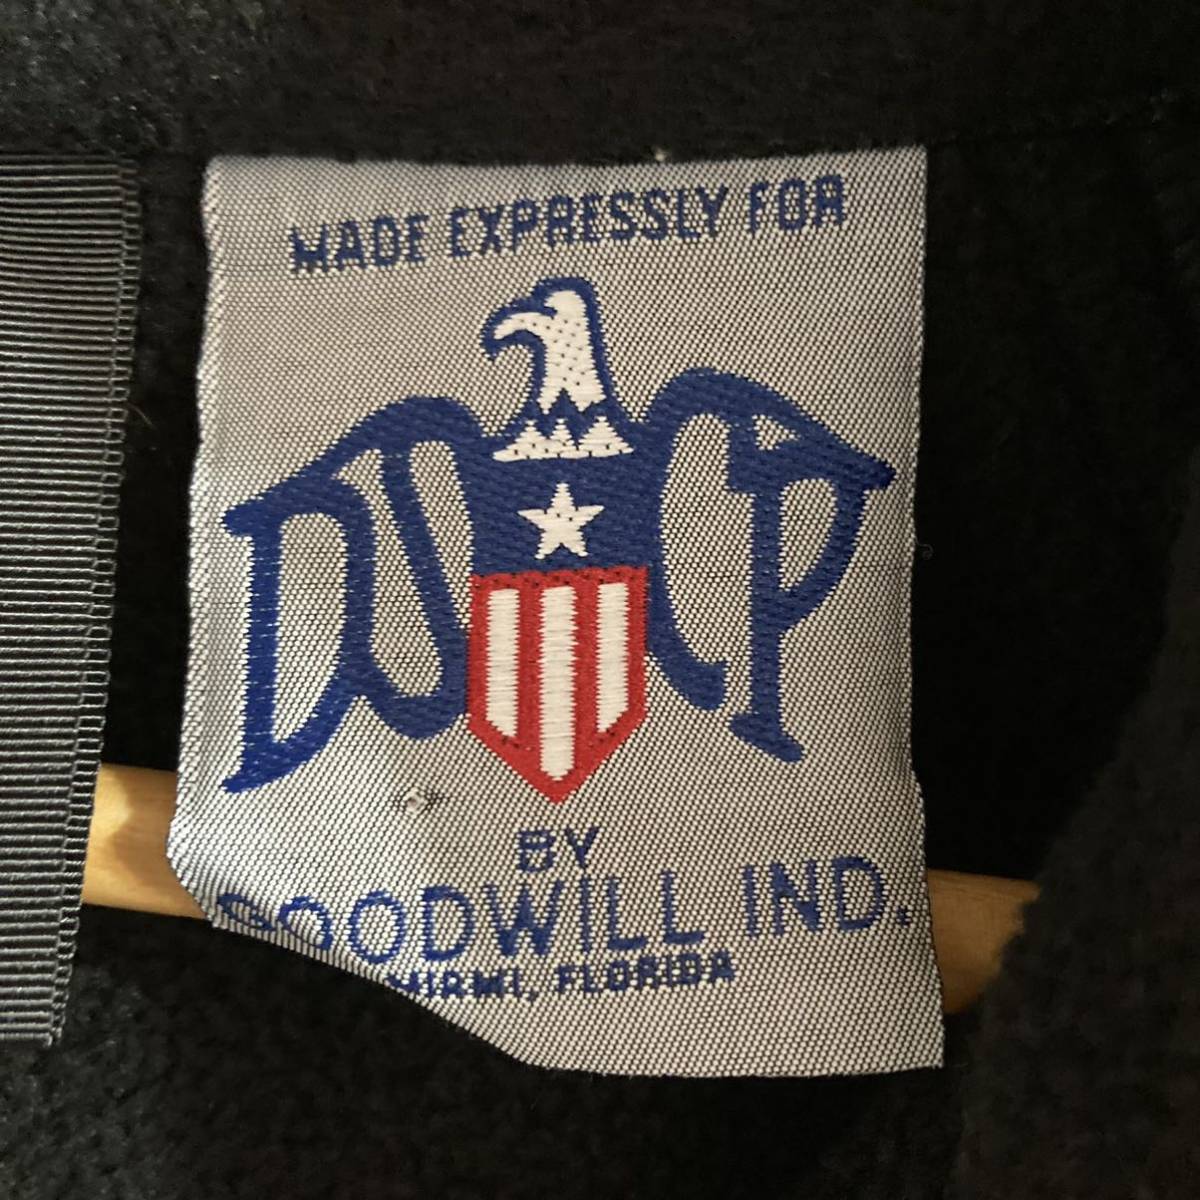 MADE EXPRESSLY FOR
DSCP
BY
GOODWILL IND.
MIAMI, FLORIDA